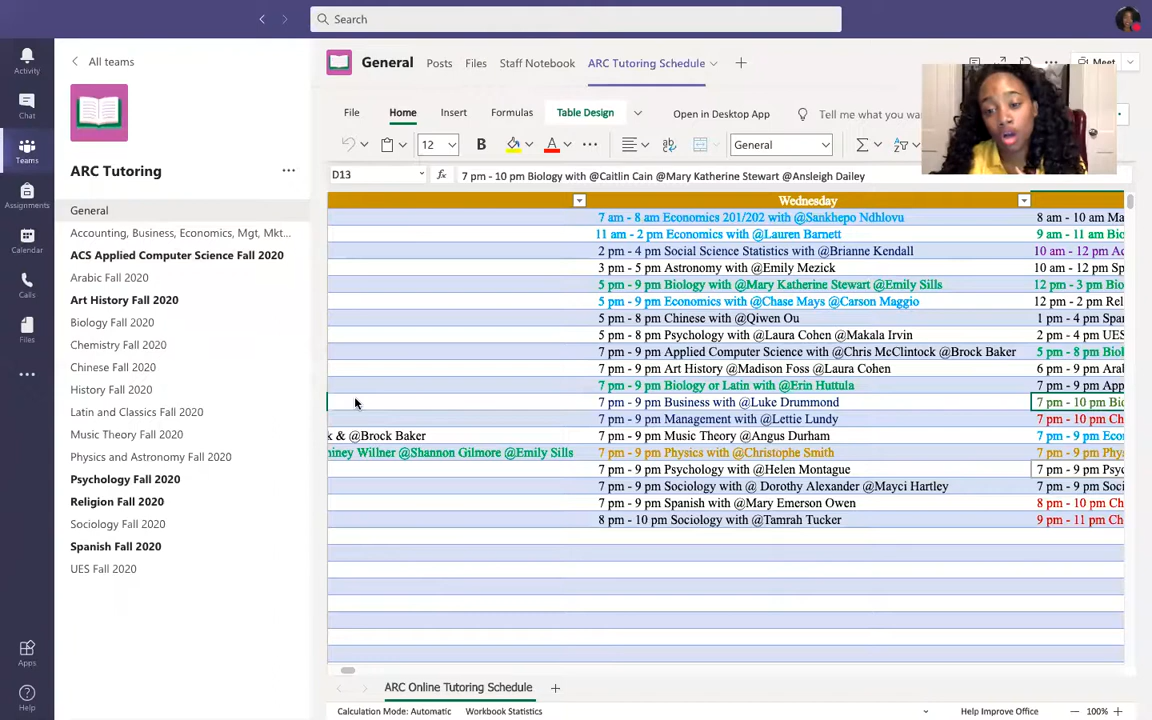 Search
All teams
ARC Tutoring
General
Accounting, Business, Economics, Mgt, Mkt...
ACS Applied Computer Science Fall 2020
Arabic Fall 2020
Art History Fall 2020
Biology Fall 2020
Chemistry Fall 2020
Chinese Fall 2020
History Fall 2020
Latin and Classics Fall 2020
Music Theory Fall 2020
Physics and Astronomy Fall 2020
Psychology Fall 2020
Religion Fall 2020
Sociology Fall 2020
Spanish Fall 2020
UES Fall 2020
Activity
Chat
Teams
Assignments
Calendar
Calls
Files
Apps
Help
General Posts Files Staff Notebook ARC Tutoring Schedule Meet
File Home Insert Formulas Table Design Open in Desktop App Tell me what you
12 B A General
D13 fx 7 pm - 10 pm Biology with @Caitlin Cain @Mary Katherine Stewart @Ansleigh Dailey
Wednesday
7 am - 8 am Economics 201/202 with @Sankhepo Ndhlovu 8 am - 10 am Ma
11 am - 2 pm Economics with @Lauren Barnett 9 am - 11 am Bio
2 pm - 4 pm Social Science Statistics with @Brianne Kendall 10 am - 12 pm Ac
3 pm - 5 pm Astronomy with @Emily Mezick 10 am - 12 pm Sp
5 pm - 9 pm Biology with @Mary Katherine Stewart @Emily Sills 12 pm - 3 pm Bio
5 pm - 9 pm Economics with @Chase Mays @Carson Maggio 12 pm - 2 pm Rel
5 pm - 8 pm Chinese with @Qiwen Ou 1 pm - 4 pm Spa
5 pm - 8 pm Psychology with @Laura Cohen @Makala Irvin 2 pm - 4 pm UES
7 pm - 9 pm Applied Computer Science with @Chris McClintock @Brock Baker 5 pm - 8 pm Biol
7 pm - 9 pm Art History @Madison Foss @Laura Cohen 6 pm - 9 pm Ara
7 pm - 9 pm Biology or Latin with @Erin Huttula 7 pm - 9 pm App
7 pm - 9 pm Business with @Luke Drummond 7 pm - 10 pm Bio
7 pm - 9 pm Management with @Lettie Lundy 7 pm - 10 pm Ch
k & @Brock Baker 7 pm - 9 pm Music Theory @Angus Durham 7 pm - 9 pm Eco
hiney Willner @Shannon Gilmore @Emily Sills 7 pm - 9 pm Physics with @Christophe Smith 7 pm - 9 pm Phys
7 pm - 9 pm Psychology with @Helen Montague 7 pm - 9 pm Psyc
7 pm - 9 pm Sociology with @ Dorothy Alexander @Mayci Hartley 7 pm - 9 pm Soci
7 pm - 9 pm Spanish with @Mary Emerson Owen 8 pm - 10 pm Ch
8 pm - 10 pm Sociology with @Tamrah Tucker 9 pm - 11 pm Ch
ARC Online Tutoring Schedule
Calculation Mode: Automatic Workbook Statistics Help Improve Office 100%